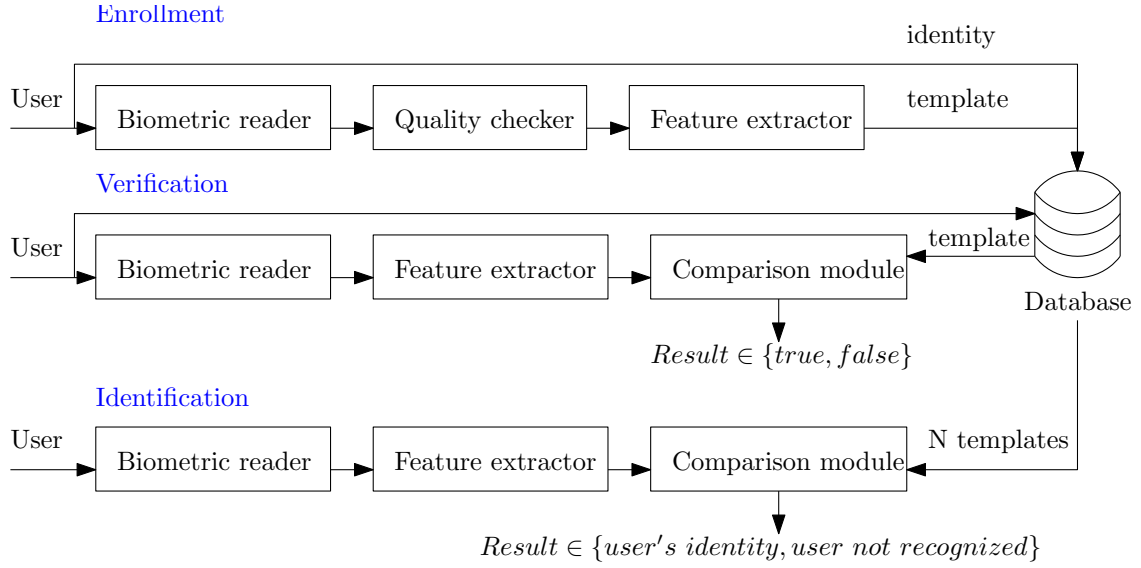 Enrollment
identity
User
template
Biometric reader
Quality checker
Feature extractor
Verification
User
template
Biometric reader
Feature extractor
Comparison module
Database
Result ∈ {true, false}
Identification
User
N templates
Biometric reader
Feature extractor
Comparison module
Result ∈ {user's identity, user not recognized}